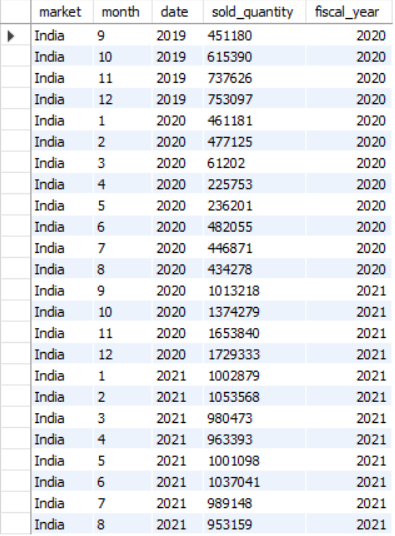 market month date sold_quantity fiscal_year
India 9 2019 451180 2020
India 10 2019 615390 2020
India 11 2019 737626 2020
India 12 2019 753097 2020
India 1 2020 461181 2020
India 2 2020 477125 2020
India 3 2020 61202 2020
India 4 2020 225753 2020
India 5 2020 236201 2020
India 6 2020 482055 2020
India 7 2020 446871 2020
India 8 2020 434278 2020
India 9 2020 1013218 2021
India 10 2020 1374279 2021
India 11 2020 1653840 2021
India 12 2020 1729333 2021
India 1 2021 1002879 2021
India 2 2021 1053568 2021
India 3 2021 980473 2021
India 4 2021 963393 2021
India 5 2021 1001098 2021
India 6 2021 1037041 2021
India 7 2021 989148 2021
India 8 2021 953159 2021